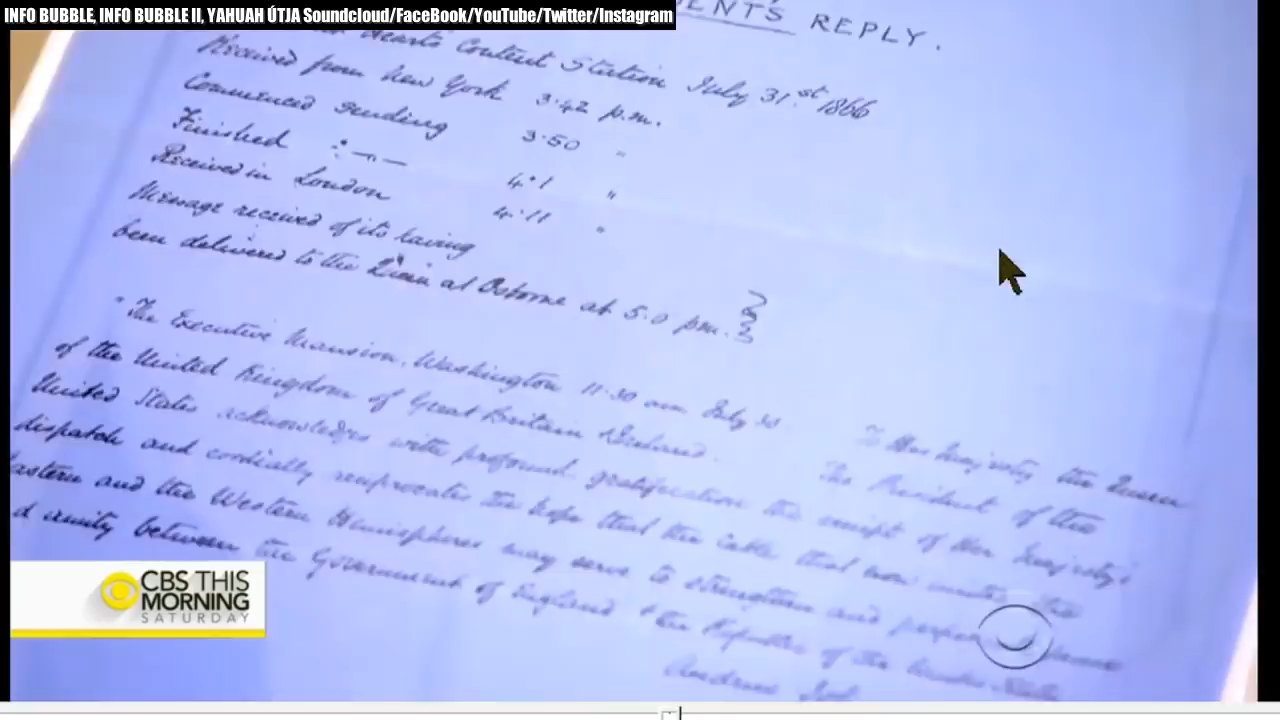 INFO BUBBLE, INFO BUBBLE II, YAHUAH ÚTJA Soundcloud/FaceBook/YouTube/Twitter/Instagram
REPLY.
Heart's Content Station July 31.st 1866
Received from New York 3.42 p.m.
Commenced sending 3.50 "
Finished 4.1 "
Received in London 4.11 "
Message received of its having
been delivered to the Queen at Osborne at 5.0 p.m.
"The Executive Mansion, Washington 11.30 am July 30 To Her Majesty the Queen
of the United Kingdom of Great Britain & Ireland. The President of the
United States acknowledges with profound gratification the receipt of Her Majesty's
dispatch and cordially reciprocates the hope that the cable that now unites the
Eastern and the Western Hemispheres may serve to strengthen and
amity between the Government of England & the Republic of the United States
Andrew
CBS THIS
MORNING
SATURDAY